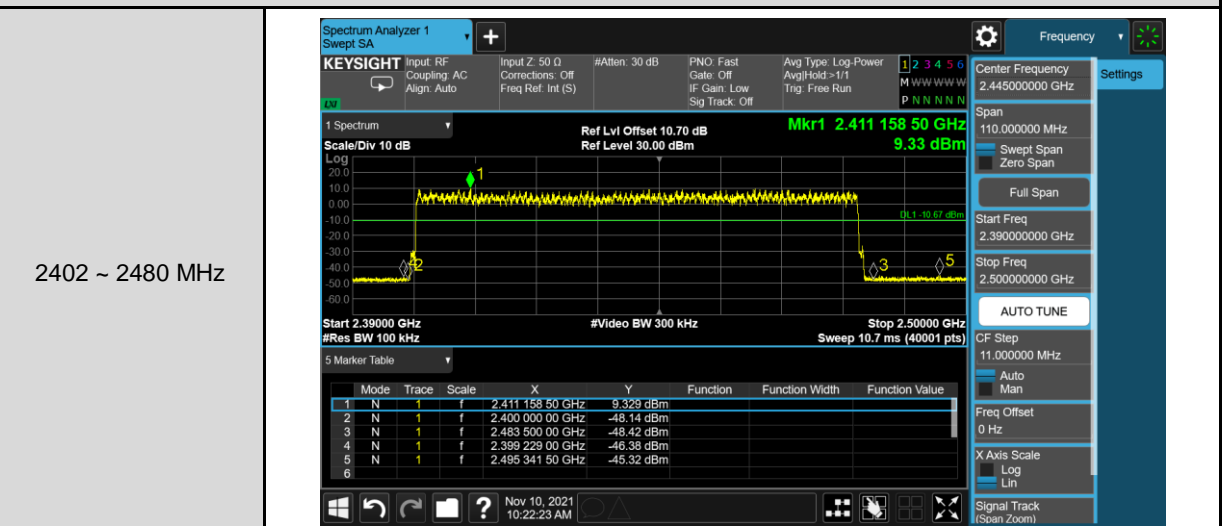 2402 ~ 2480 MHz
Spectrum Analyzer 1
Swept SA
Frequency
KEYSIGHT
LXI
Input: RF
Coupling: AC
Align: Auto
Input Z: 50 Ω
Corrections: Off
Freq Ref: Int (S)
#Atten: 30 dB
PNO: Fast
Gate: Off
IF Gain: Low
Sig Track: Off
Avg Type: Log-Power
Avg|Hold:>1/1
Trig: Free Run
1 2 3 4 5 6
M W W W W W
P N N N N N
1 Spectrum
Scale/Div 10 dB
Ref Lvl Offset 10.70 dB
Ref Level 30.00 dBm
Mkr1 2.411 158 50 GHz
9.33 dBm
Log
20.0
10.0
0.00
-10.0
-20.0
-30.0
-40.0
-50.0
-60.0
1
DL1 -10.67 dBm
4 2
3
5
Start 2.39000 GHz
#Video BW 300 kHz
Stop 2.50000 GHz
#Res BW 100 kHz
Sweep 10.7 ms (40001 pts)
5 Marker Table
Mode Trace Scale X Y Function Function Width Function Value
1 N 1 f 2.411 158 50 GHz 9.329 dBm
2 N 1 f 2.400 000 00 GHz -48.14 dBm
3 N 1 f 2.483 500 00 GHz -48.42 dBm
4 N 1 f 2.399 229 00 GHz -46.38 dBm
5 N 1 f 2.495 341 50 GHz -45.32 dBm
6
?
Nov 10, 2021
10:22:23 AM
Center Frequency
2.445000000 GHz
Span
110.000000 MHz
Swept Span
Zero Span
Full Span
Start Freq
2.390000000 GHz
Stop Freq
2.500000000 GHz
AUTO TUNE
CF Step
11.000000 MHz
Auto
Man
Freq Offset
0 Hz
X Axis Scale
Log
Lin
Signal Track
(Span Zoom)
Settings